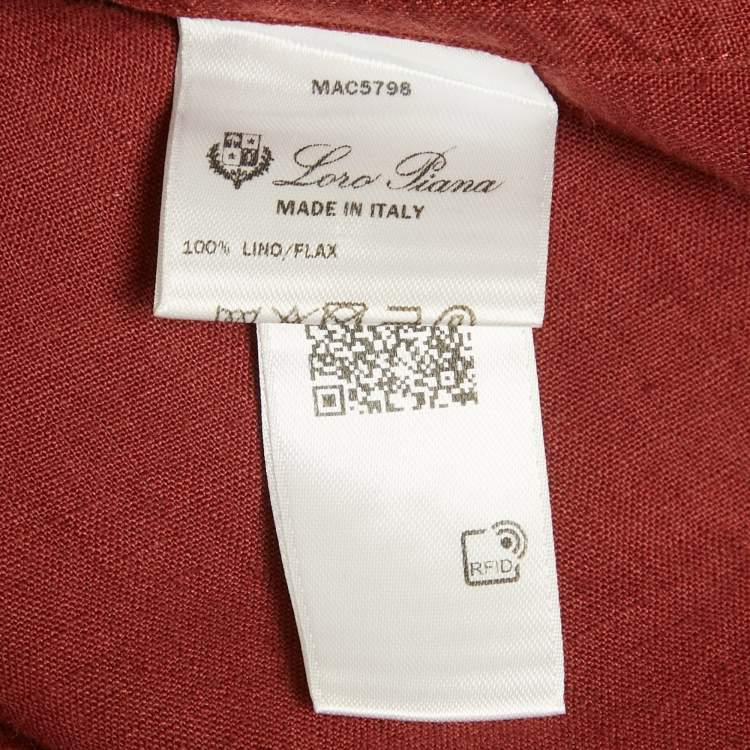 MAC5798
Loro Piana
MADE IN ITALY
100% LINO/FLAX
RFID